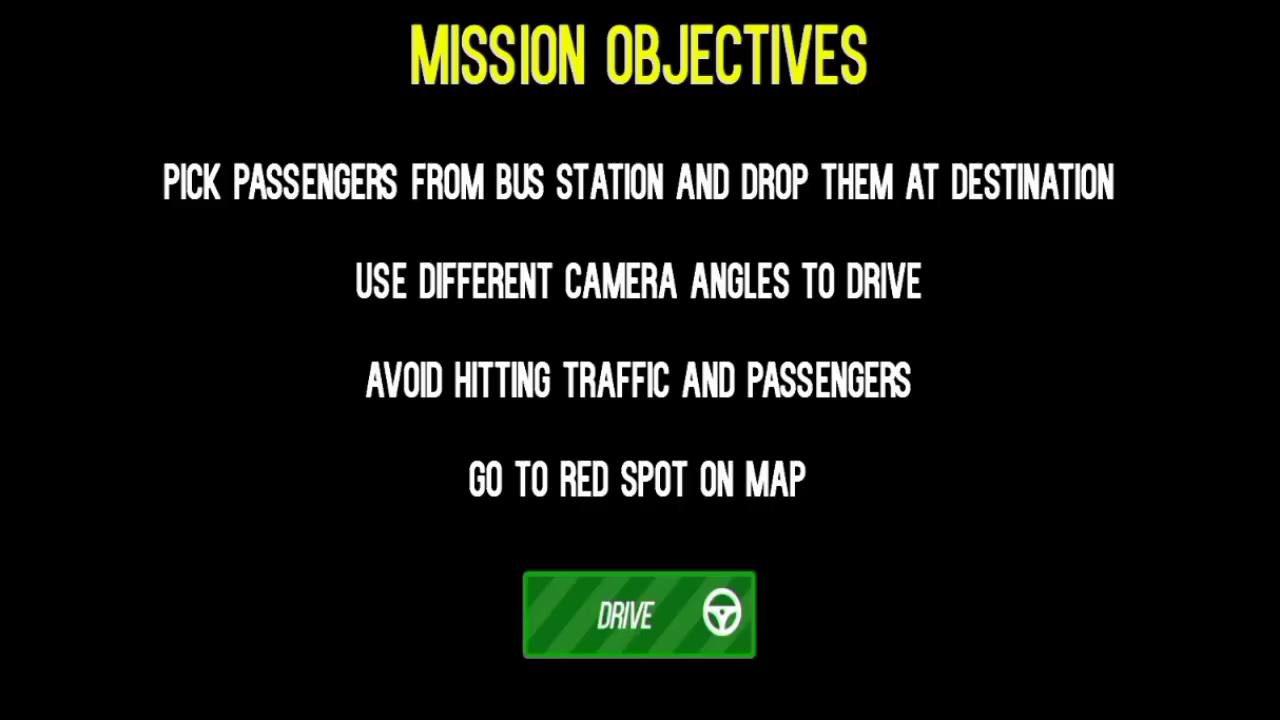 MISSION OBJECTIVES
PICK PASSENGERS FROM BUS STATION AND DROP THEM AT DESTINATION
USE DIFFERENT CAMERA ANGLES TO DRIVE
AVOID HITTING TRAFFIC AND PASSENGERS
GO TO RED SPOT ON MAP
DRIVE